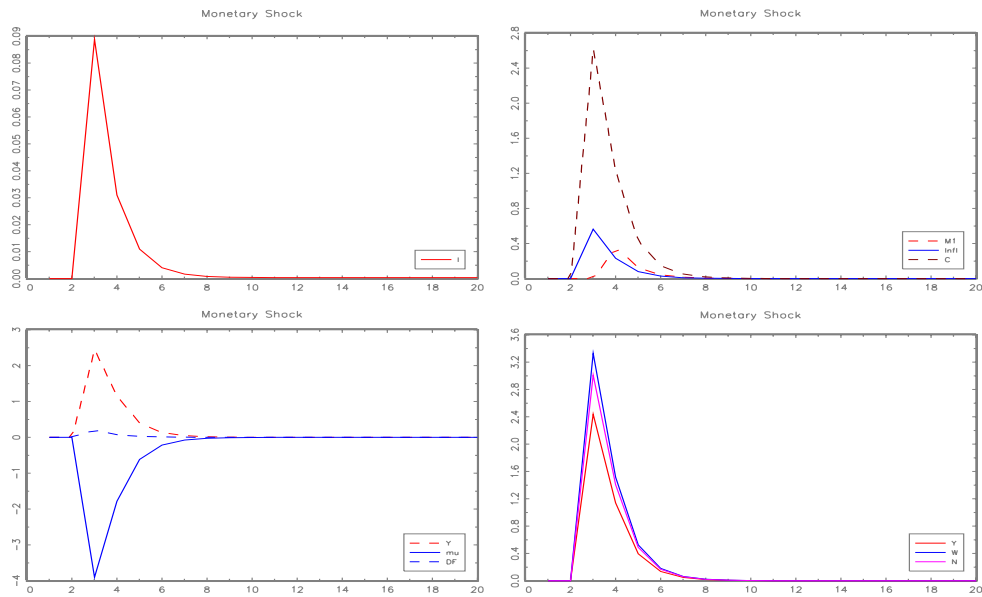 Monetary Shock
0.00 0.01 0.02 0.03 0.04 0.05 0.06 0.07 0.08 0.09
0 2 4 6 8 10 12 14 16 18 20
I
Monetary Shock
0.0 0.4 0.8 1.2 1.6 2.0 2.4 2.8
0 2 4 6 8 10 12 14 16 18 20
M1
Infl
C
Monetary Shock
-4 -3 -2 -1 0 1 2 3
0 2 4 6 8 10 12 14 16 18 20
Y
mu
DF
Monetary Shock
0.0 0.4 0.8 1.2 1.6 2.0 2.4 2.8 3.2 3.6
0 2 4 6 8 10 12 14 16 18 20
Y
W
N